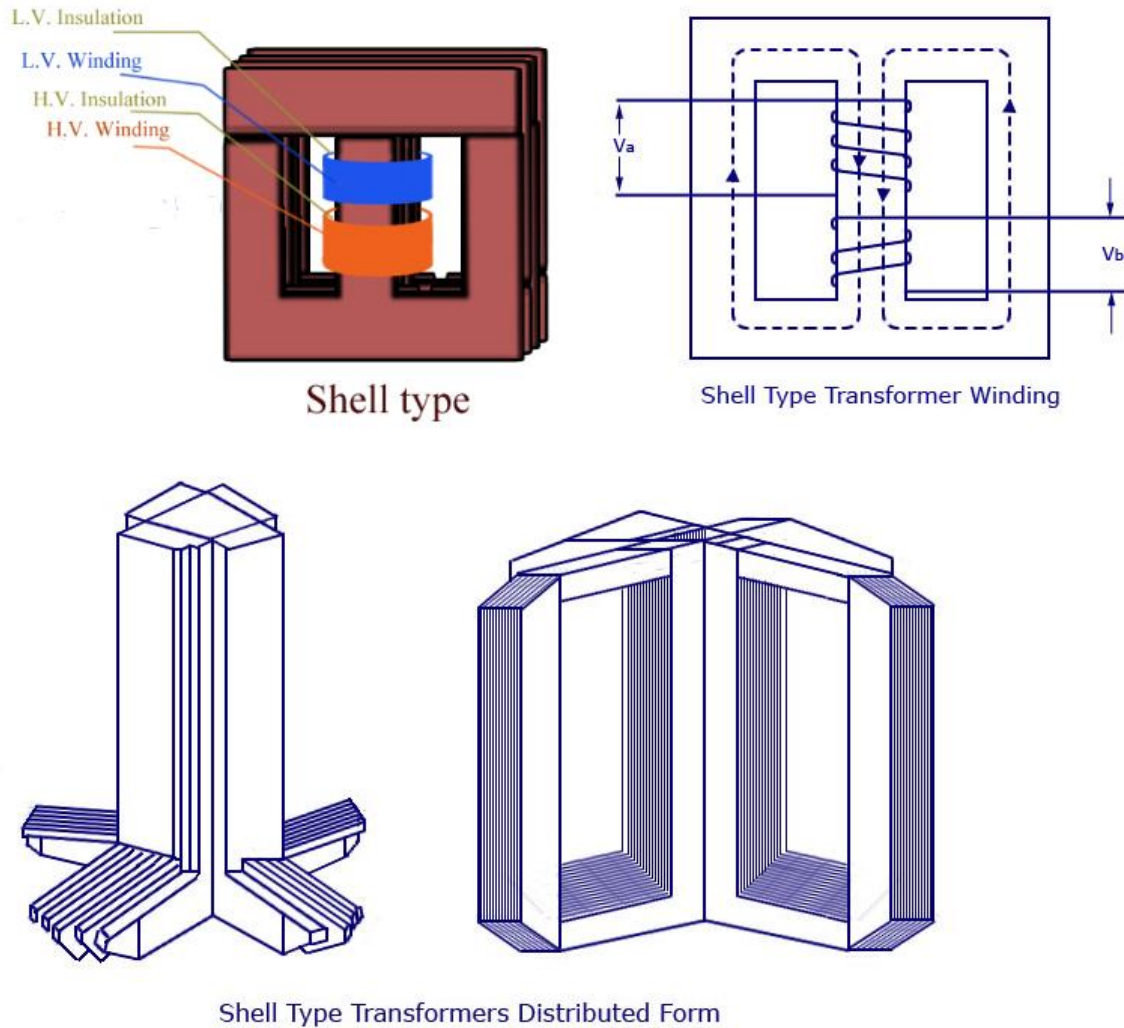 L.V. Insulation
L.V. Winding
H.V. Insulation
H.V. Winding
Shell type
Va
Vb
Shell Type Transformer Winding
Shell Type Transformers Distributed Form